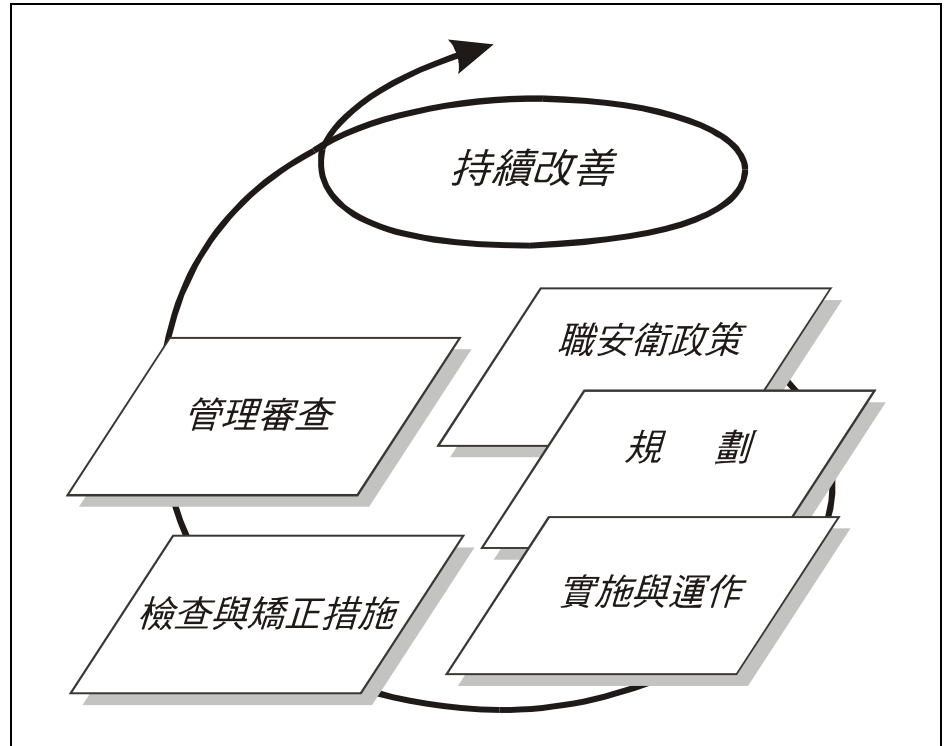 持續改善
職安衛政策
管理審查
規　劃
實施與運作
檢查與矯正措施